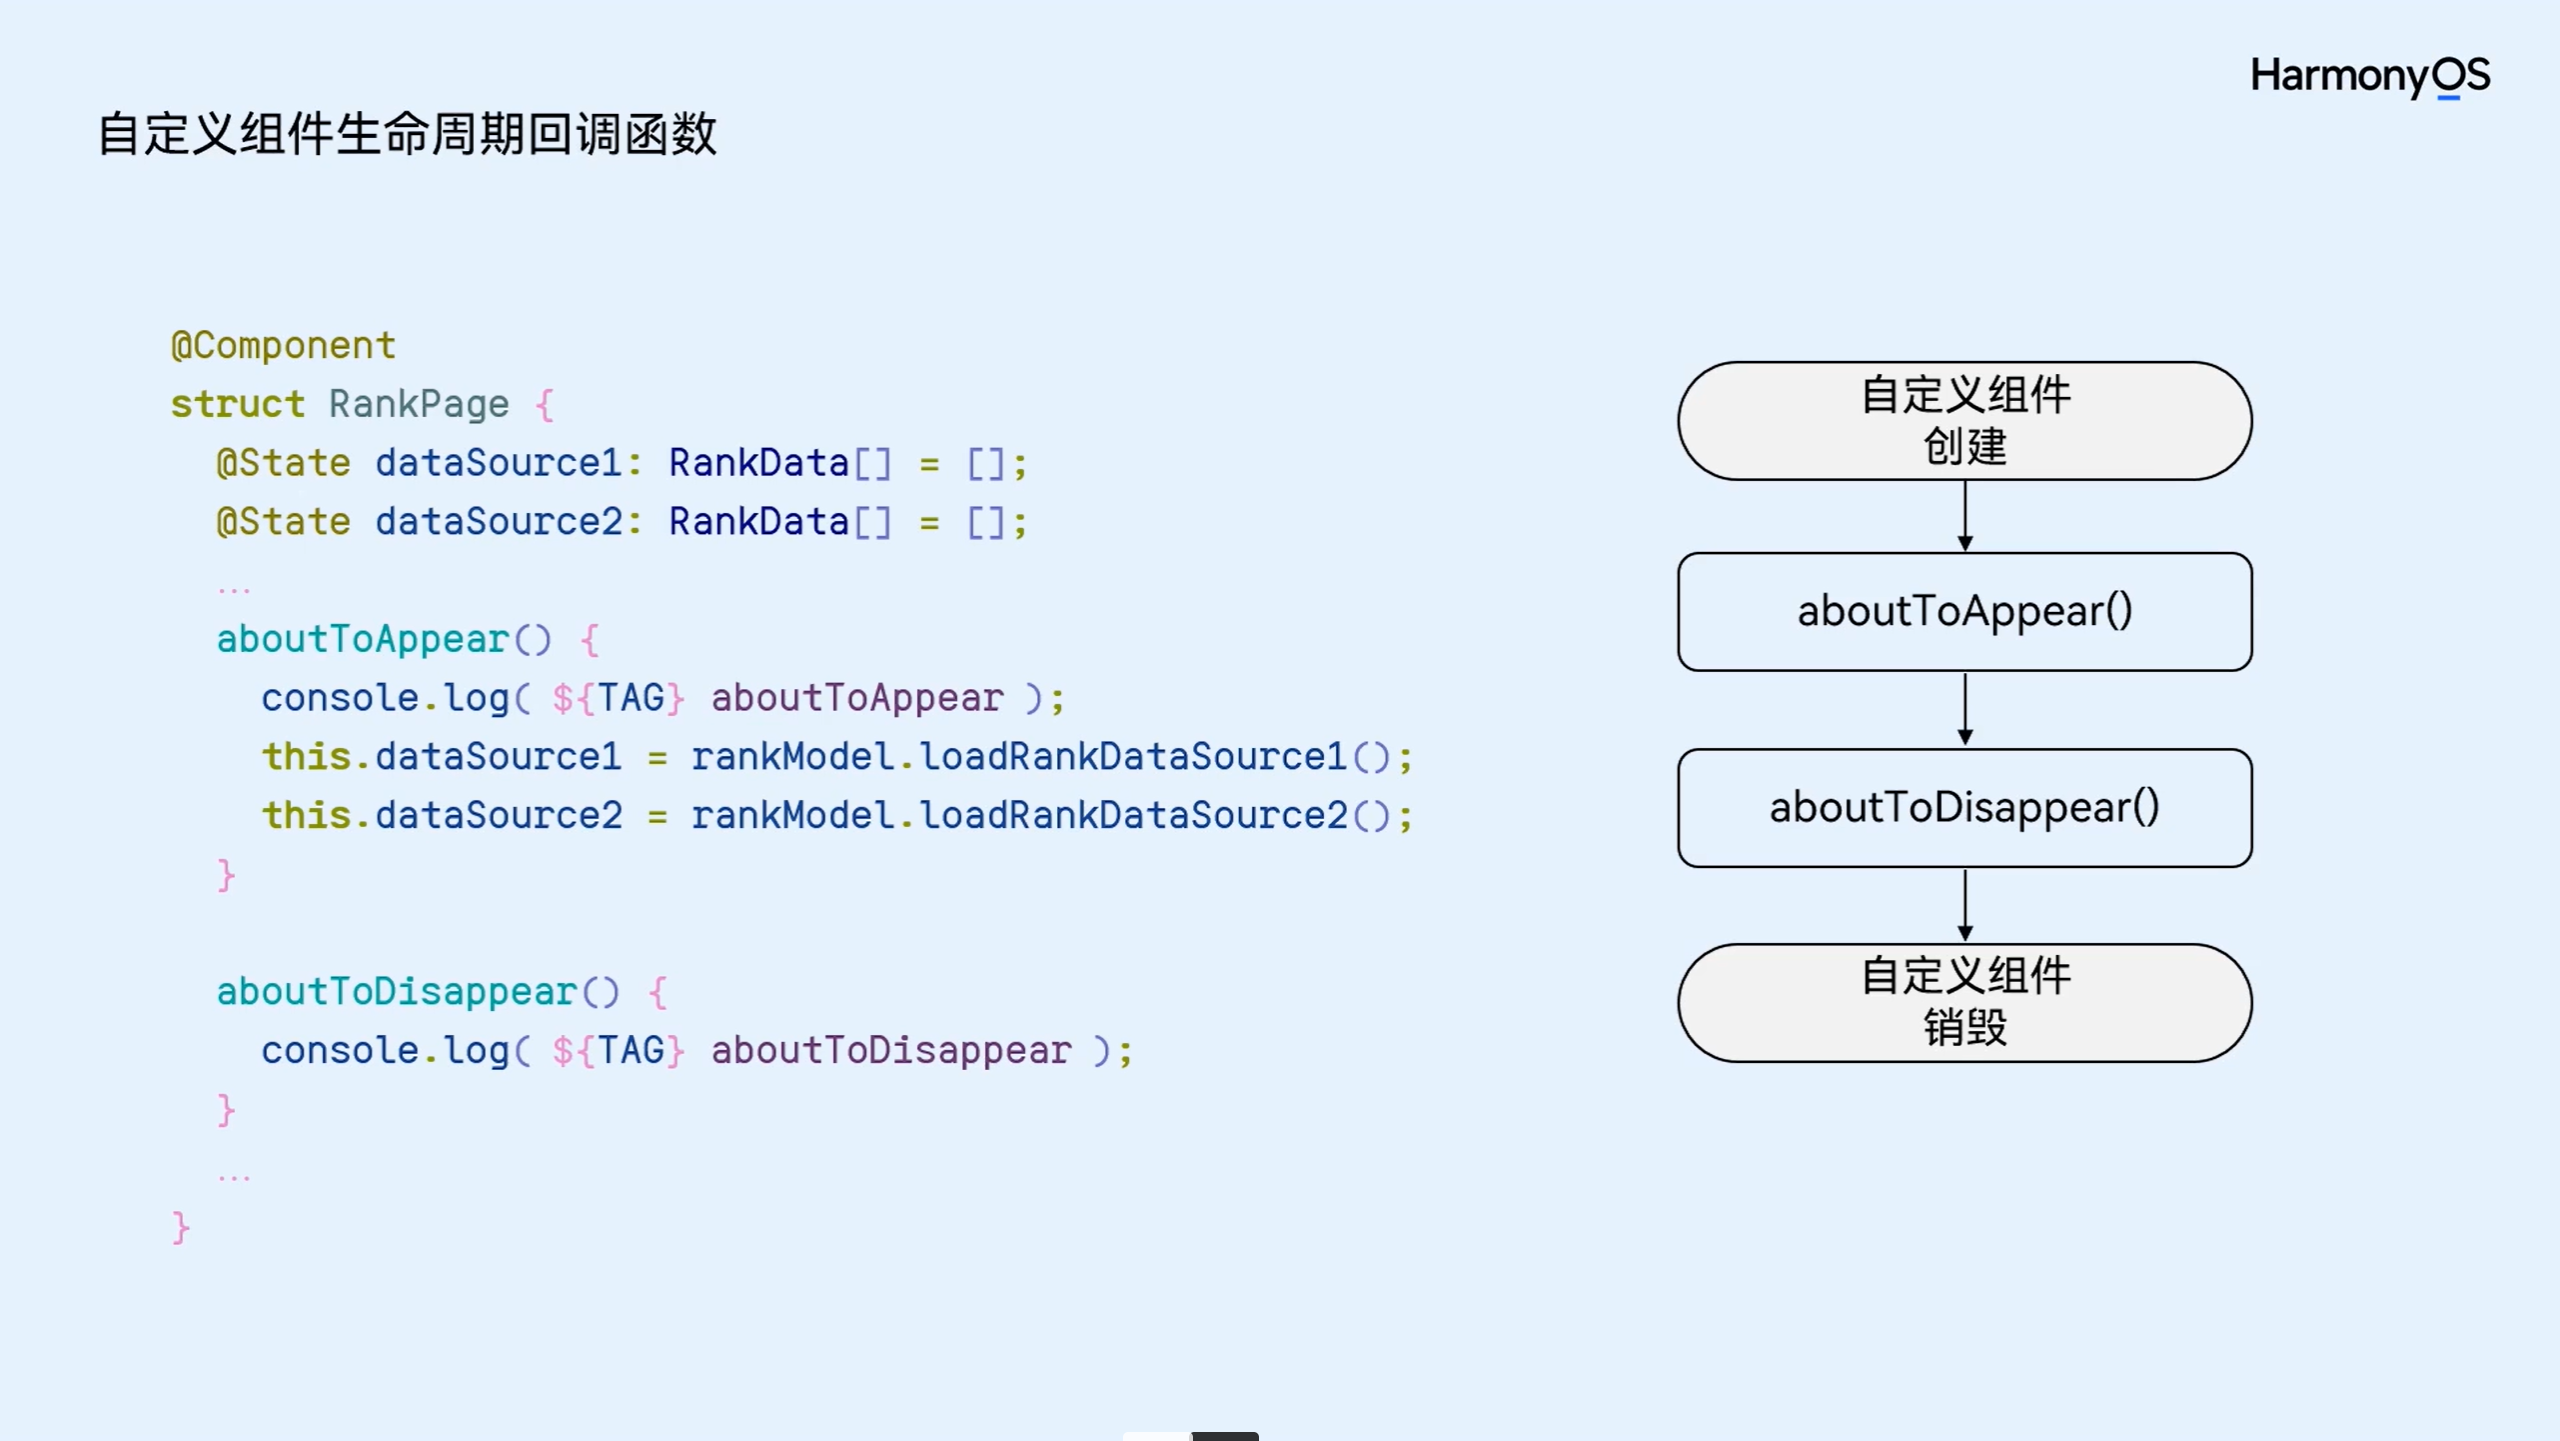 HarmonyOS
自定义组件生命周期回调函数
@Component
struct RankPage {
@State dataSource1: RankData[] = [];
@State dataSource2: RankData[] = [];
...
aboutToAppear() {
console.log( ${TAG} aboutToAppear );
this.dataSource1 = rankModel.loadRankDataSource1();
this.dataSource2 = rankModel.loadRankDataSource2();
}
aboutToDisappear() {
console.log( ${TAG} aboutToDisappear );
}
...
}
自定义组件
创建
aboutToAppear()
aboutToDisappear()
自定义组件
销毁